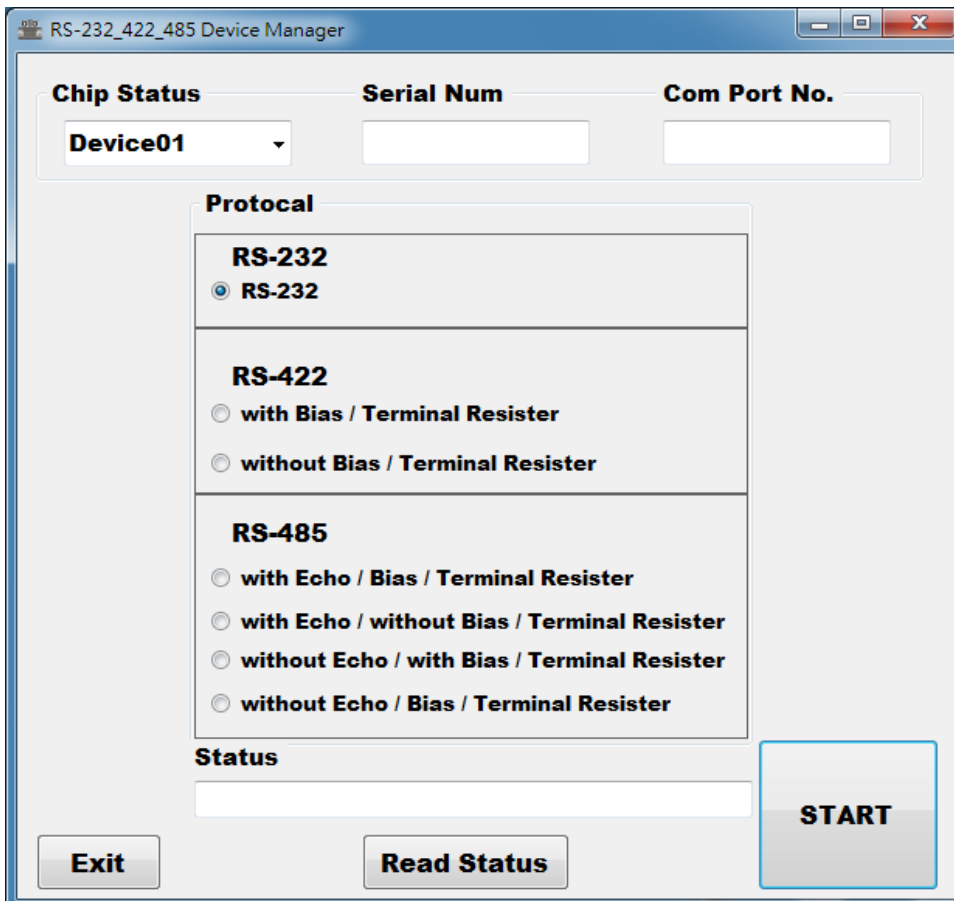 RS-232_422_485 Device Manager
Chip Status Serial Num Com Port No.
Device01
Protocal
RS-232
RS-232
RS-422
with Bias / Terminal Resister
without Bias / Terminal Resister
RS-485
with Echo / Bias / Terminal Resister
with Echo / without Bias / Terminal Resister
without Echo / with Bias / Terminal Resister
without Echo / Bias / Terminal Resister
Status
START
Exit Read Status